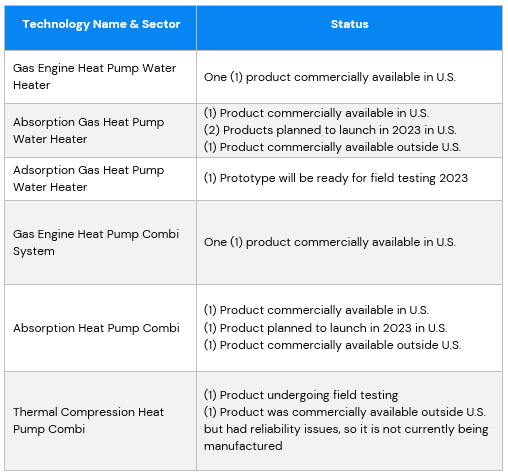 Technology Name & Sector
Status
Gas Engine Heat Pump Water
Heater
One (1) product commercially available in U.S.
Absorption Gas Heat Pump
Water Heater
(1) Product commercially available in U.S.
(2) Products planned to launch in 2023 in U.S.
(1) Product commercially available outside U.S.
Adsorption Gas Heat Pump
Water Heater
(1) Prototype will be ready for field testing 2023
Gas Engine Heat Pump Combi
System
One (1) product commercially available in U.S.
Absorption Heat Pump Combi
(1) Product commercially available in U.S.
(1) Product planned to launch in 2023 in U.S.
(1) Product commercially available outside U.S.
Thermal Compression Heat
Pump Combi
(1) Product undergoing field testing
(1) Product was commercially available outside U.S.
but had reliability issues, so it is not currently being
manufactured